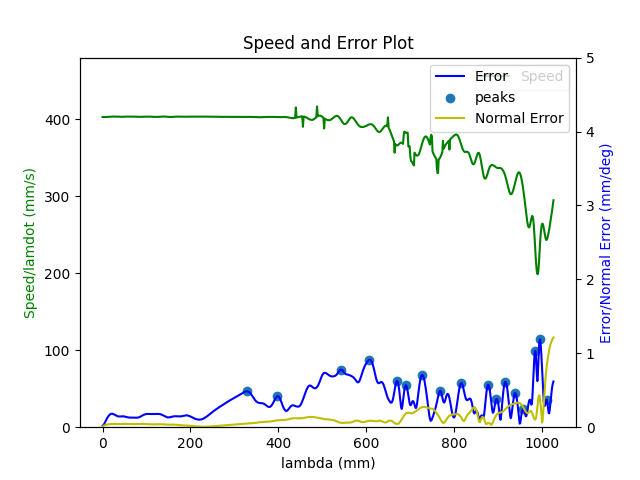 Speed and Error Plot
5
400
300
200
100
0
4
3
2
1
0
Error
Speed
peaks
Normal Error
Speed/lamdot (mm/s)
Error/Normal Error (mm/deg)
0
200
400
600
800
1000
lambda (mm)